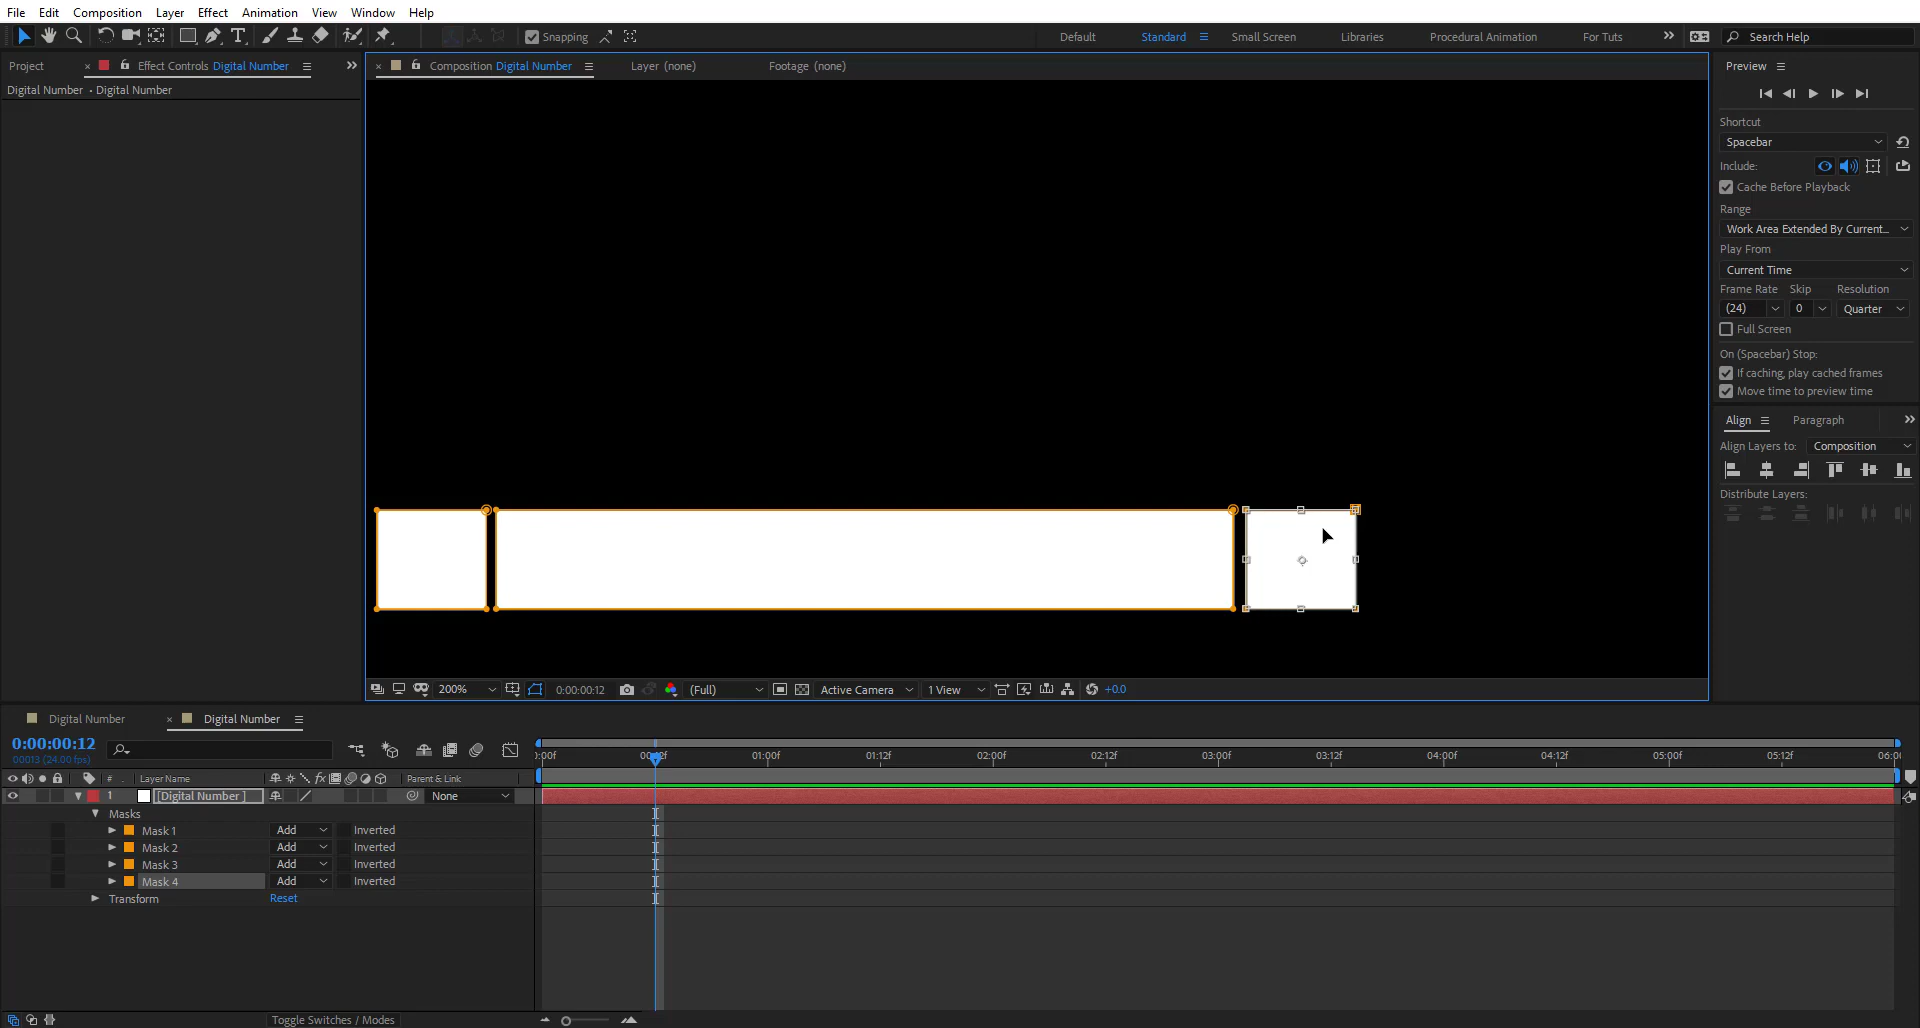 File Edit Composition Layer Effect Animation View Window Help
Snapping Default Standard Small Screen Libraries Procedural Animation For Tuts Search Help
Project Effect Controls Digital Number Composition Digital Number Layer (none) Footage (none) Preview
Digital Number • Digital Number
Shortcut
Spacebar
Include:
Cache Before Playback
Range
Work Area Extended By Current...
Play From
Current Time
Frame Rate Skip Resolution
(24) 0 Quarter
Full Screen
On (Spacebar) Stop:
If caching, play cached frames
Move time to preview time
Align Paragraph
Align Layers to: Composition
Distribute Layers:
200% 0:00:00:12 (Full) Active Camera 1 View +0.0
Digital Number Digital Number
0:00:00:12
00013 (24.00 fps)
01:00f 01:12f 02:00f 02:12f 03:00f 03:12f 04:00f 04:12f 05:00f 05:12f
# Layer Name fx Parent & Link
1 [Digital Number ] None
Masks
Mask 1 Add Inverted
Mask 2 Add Inverted
Mask 3 Add Inverted
Mask 4 Add Inverted
Transform Reset
Toggle Switches / Modes